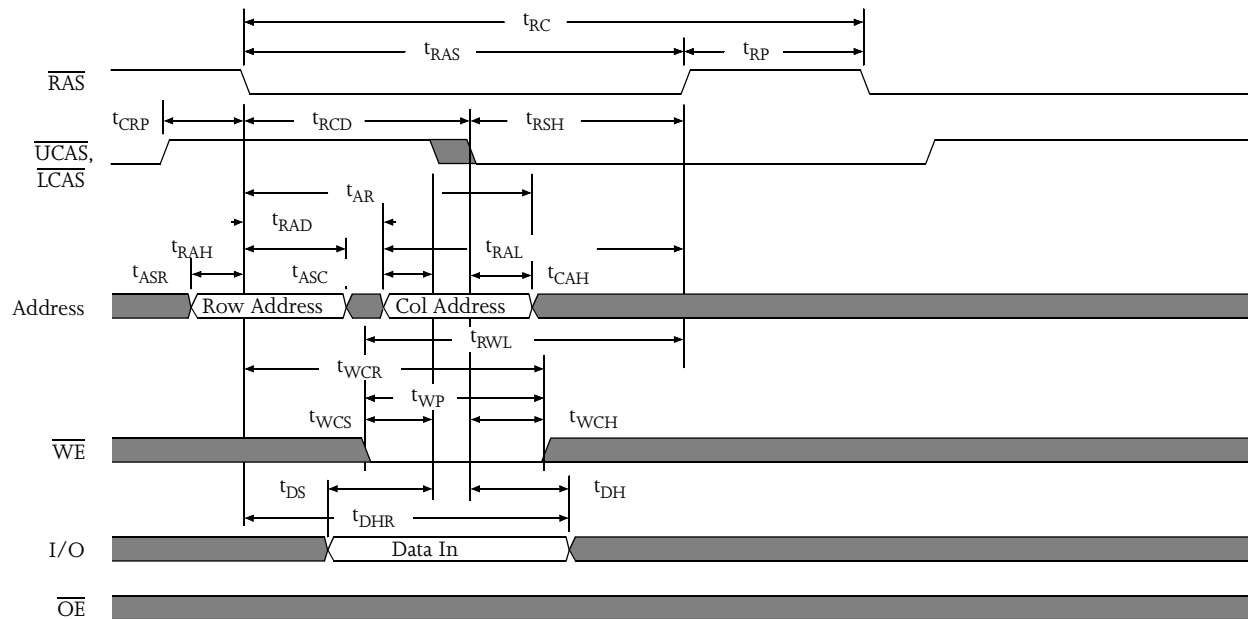 tRC
tRAS
tRP
RAS
tCRP
tRCD
tRSH
UCAS,
LCAS
tAR
tRAD
tRAH
tRAL
tASR
tASC
tCAH
Address
Row Address
Col Address
tRWL
tWCR
tWP
tWCS
tWCH
WE
tDS
tDH
tDHR
I/O
Data In
OE